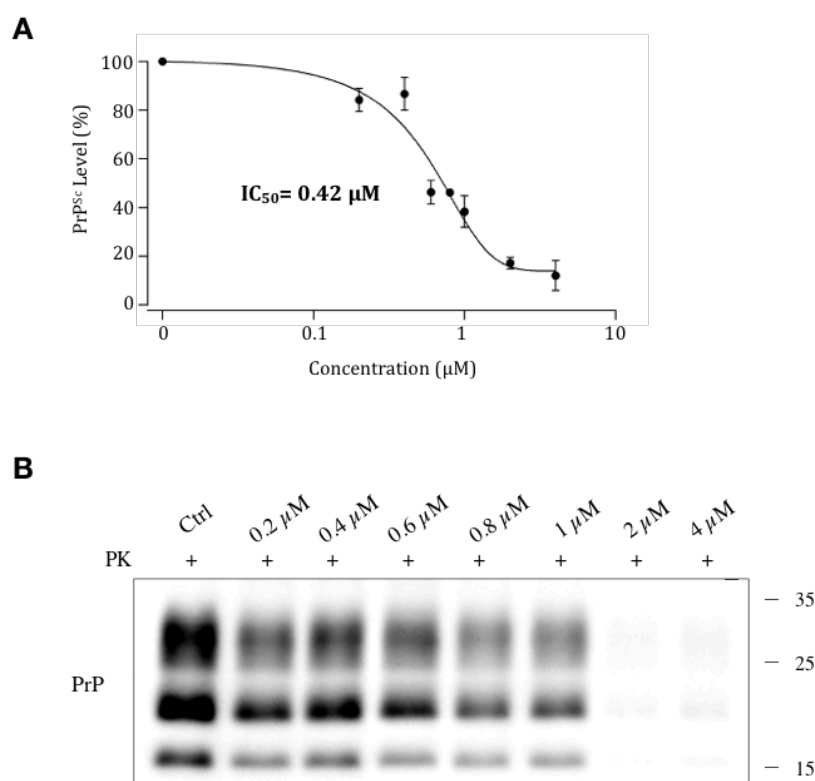 A
100
80
60
40
20
0
PrPSc Level (%)
IC50= 0.42 µM
0 0.1 1 10
Concentration (µM)
B
Ctrl 0.2 µM 0.4 µM 0.6 µM 0.8 µM 1 µM 2 µM 4 µM
PK + + + + + + + +
35
25
PrP
15